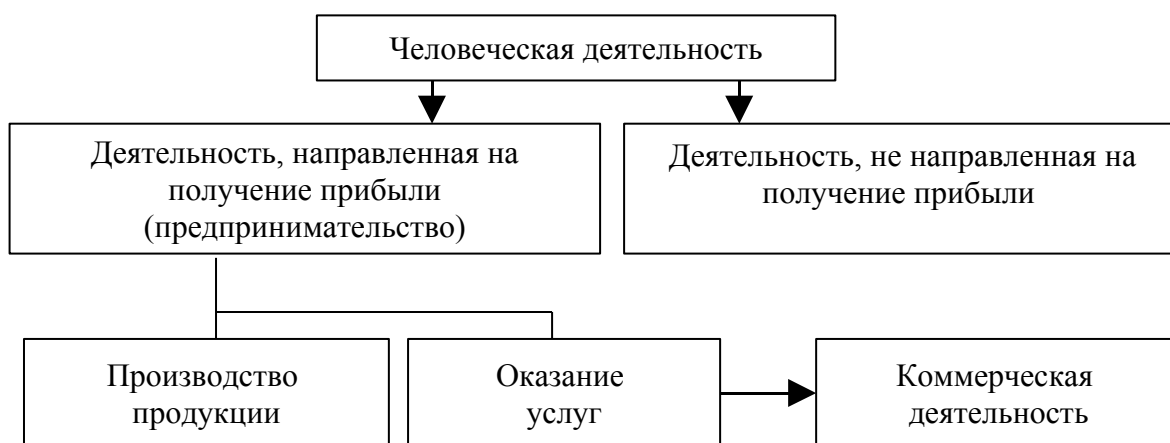 Человеческая деятельность
Деятельность, направленная на
получение прибыли
(предпринимательство)
Деятельность, не направленная на
получение прибыли
Производство
продукции
Оказание
услуг
Коммерческая
деятельность